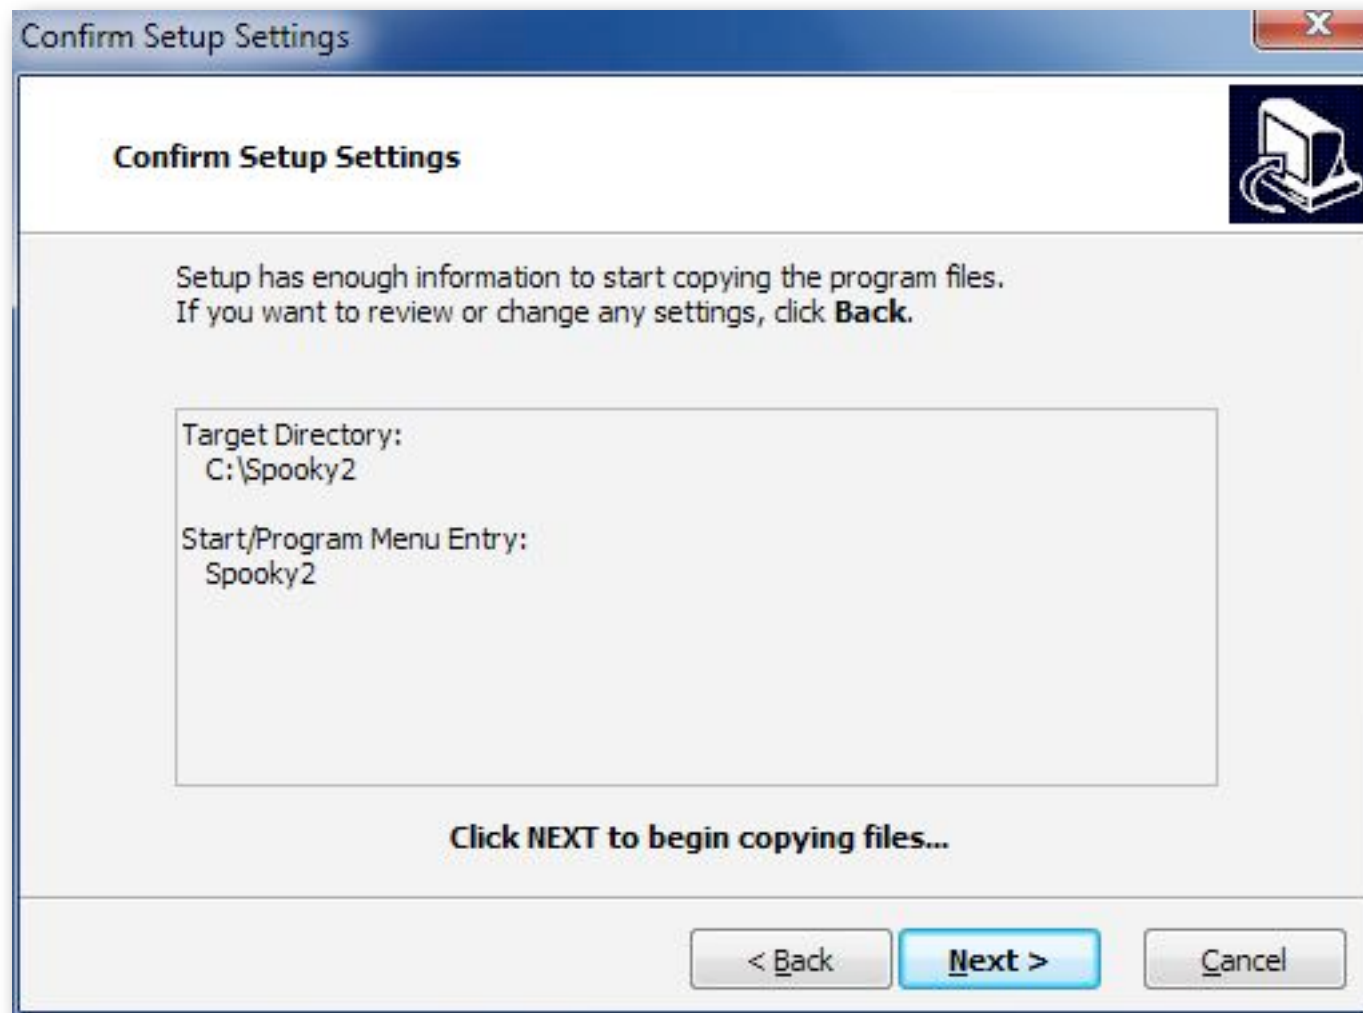 Confirm Setup Settings
Confirm Setup Settings
Setup has enough information to start copying the program files.
If you want to review or change any settings, click Back.
Target Directory:
C:\Spooky2
Start/Program Menu Entry:
Spooky2
Click NEXT to begin copying files...
< Back
Next >
Cancel